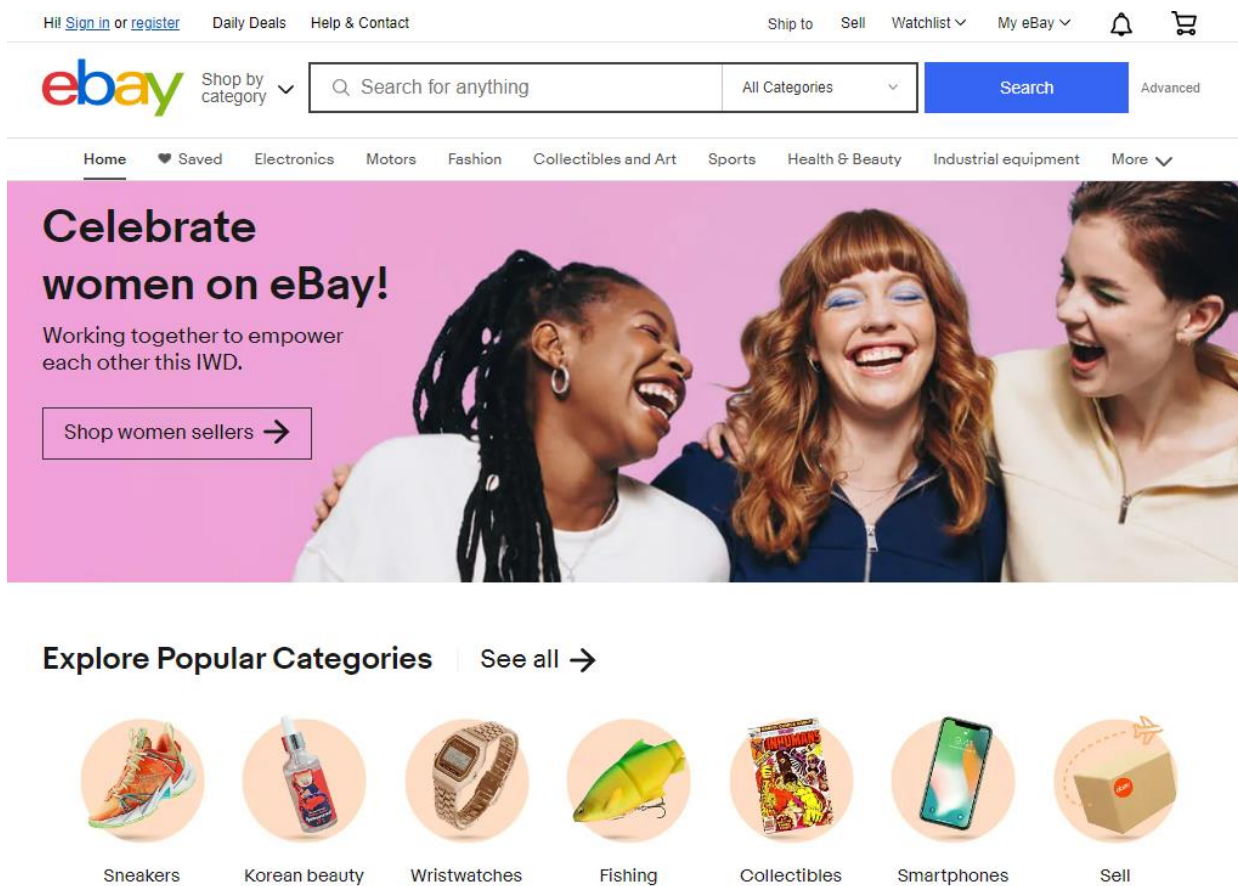 Hi! Sign in or register Daily Deals Help & Contact Ship to Sell Watchlist My eBay
ebay Shop by category Search for anything All Categories Search Advanced
Home Saved Electronics Motors Fashion Collectibles and Art Sports Health & Beauty Industrial equipment More
Celebrate
women on eBay!
Working together to empower
each other this IWD.
Shop women sellers
Explore Popular Categories See all
INHUMANS
Sneakers Korean beauty Wristwatches Fishing Collectibles Smartphones Sell